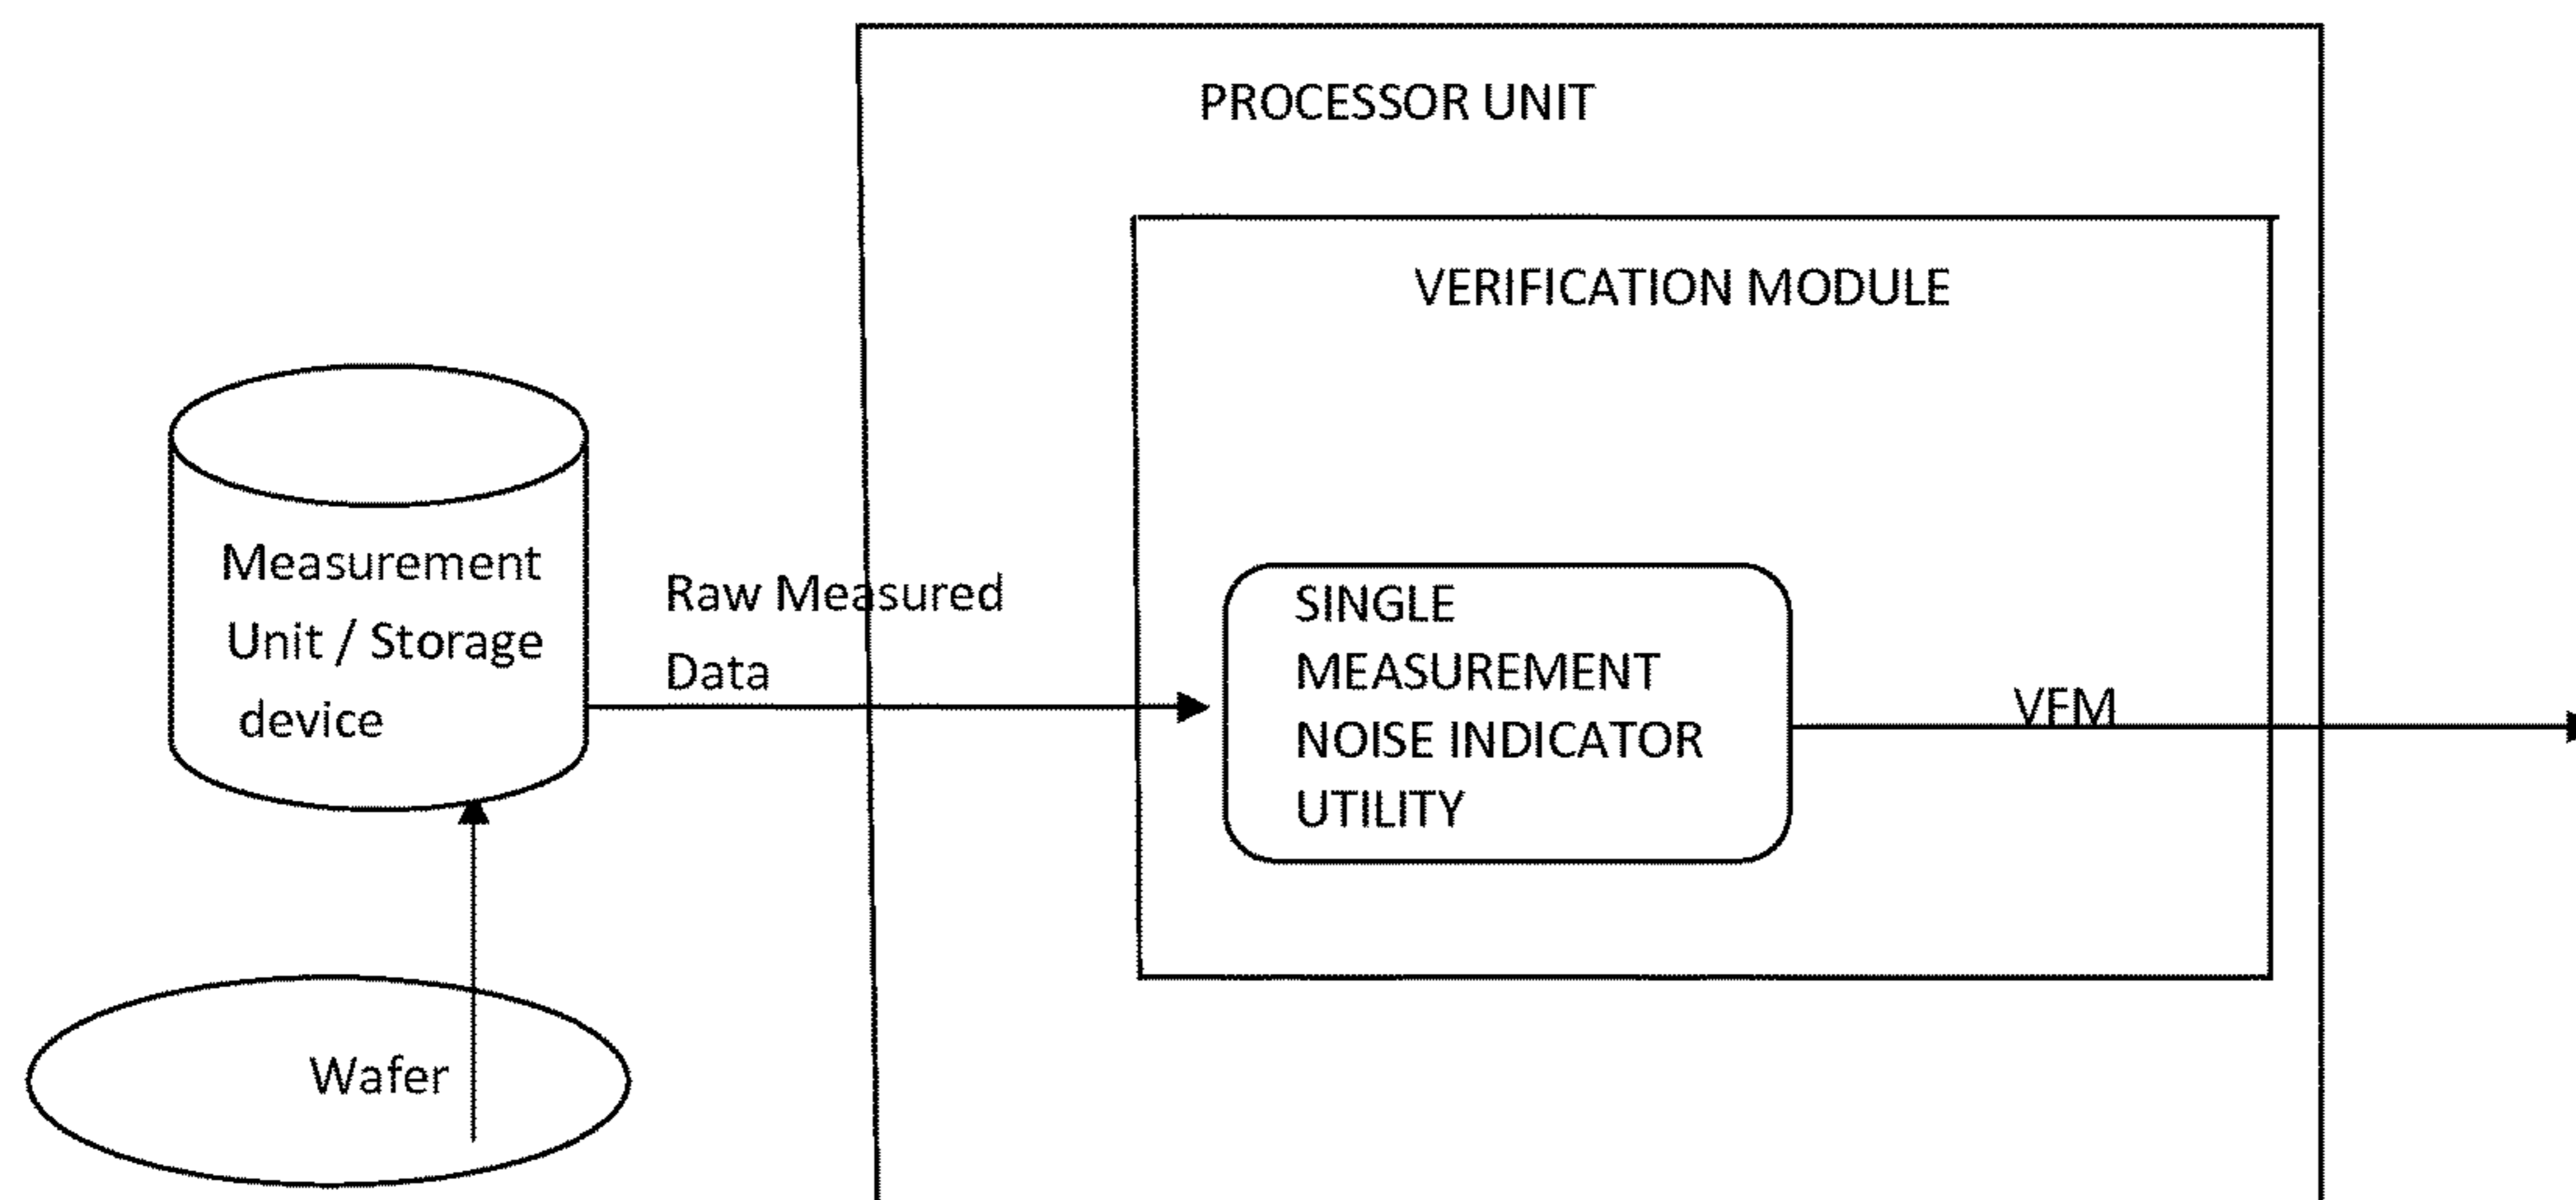 PROCESSOR UNIT
VERIFICATION MODULE
Measurement
Unit / Storage
device
Raw Measured
Data
SINGLE
MEASUREMENT
NOISE INDICATOR
UTILITY
VFM
Wafer